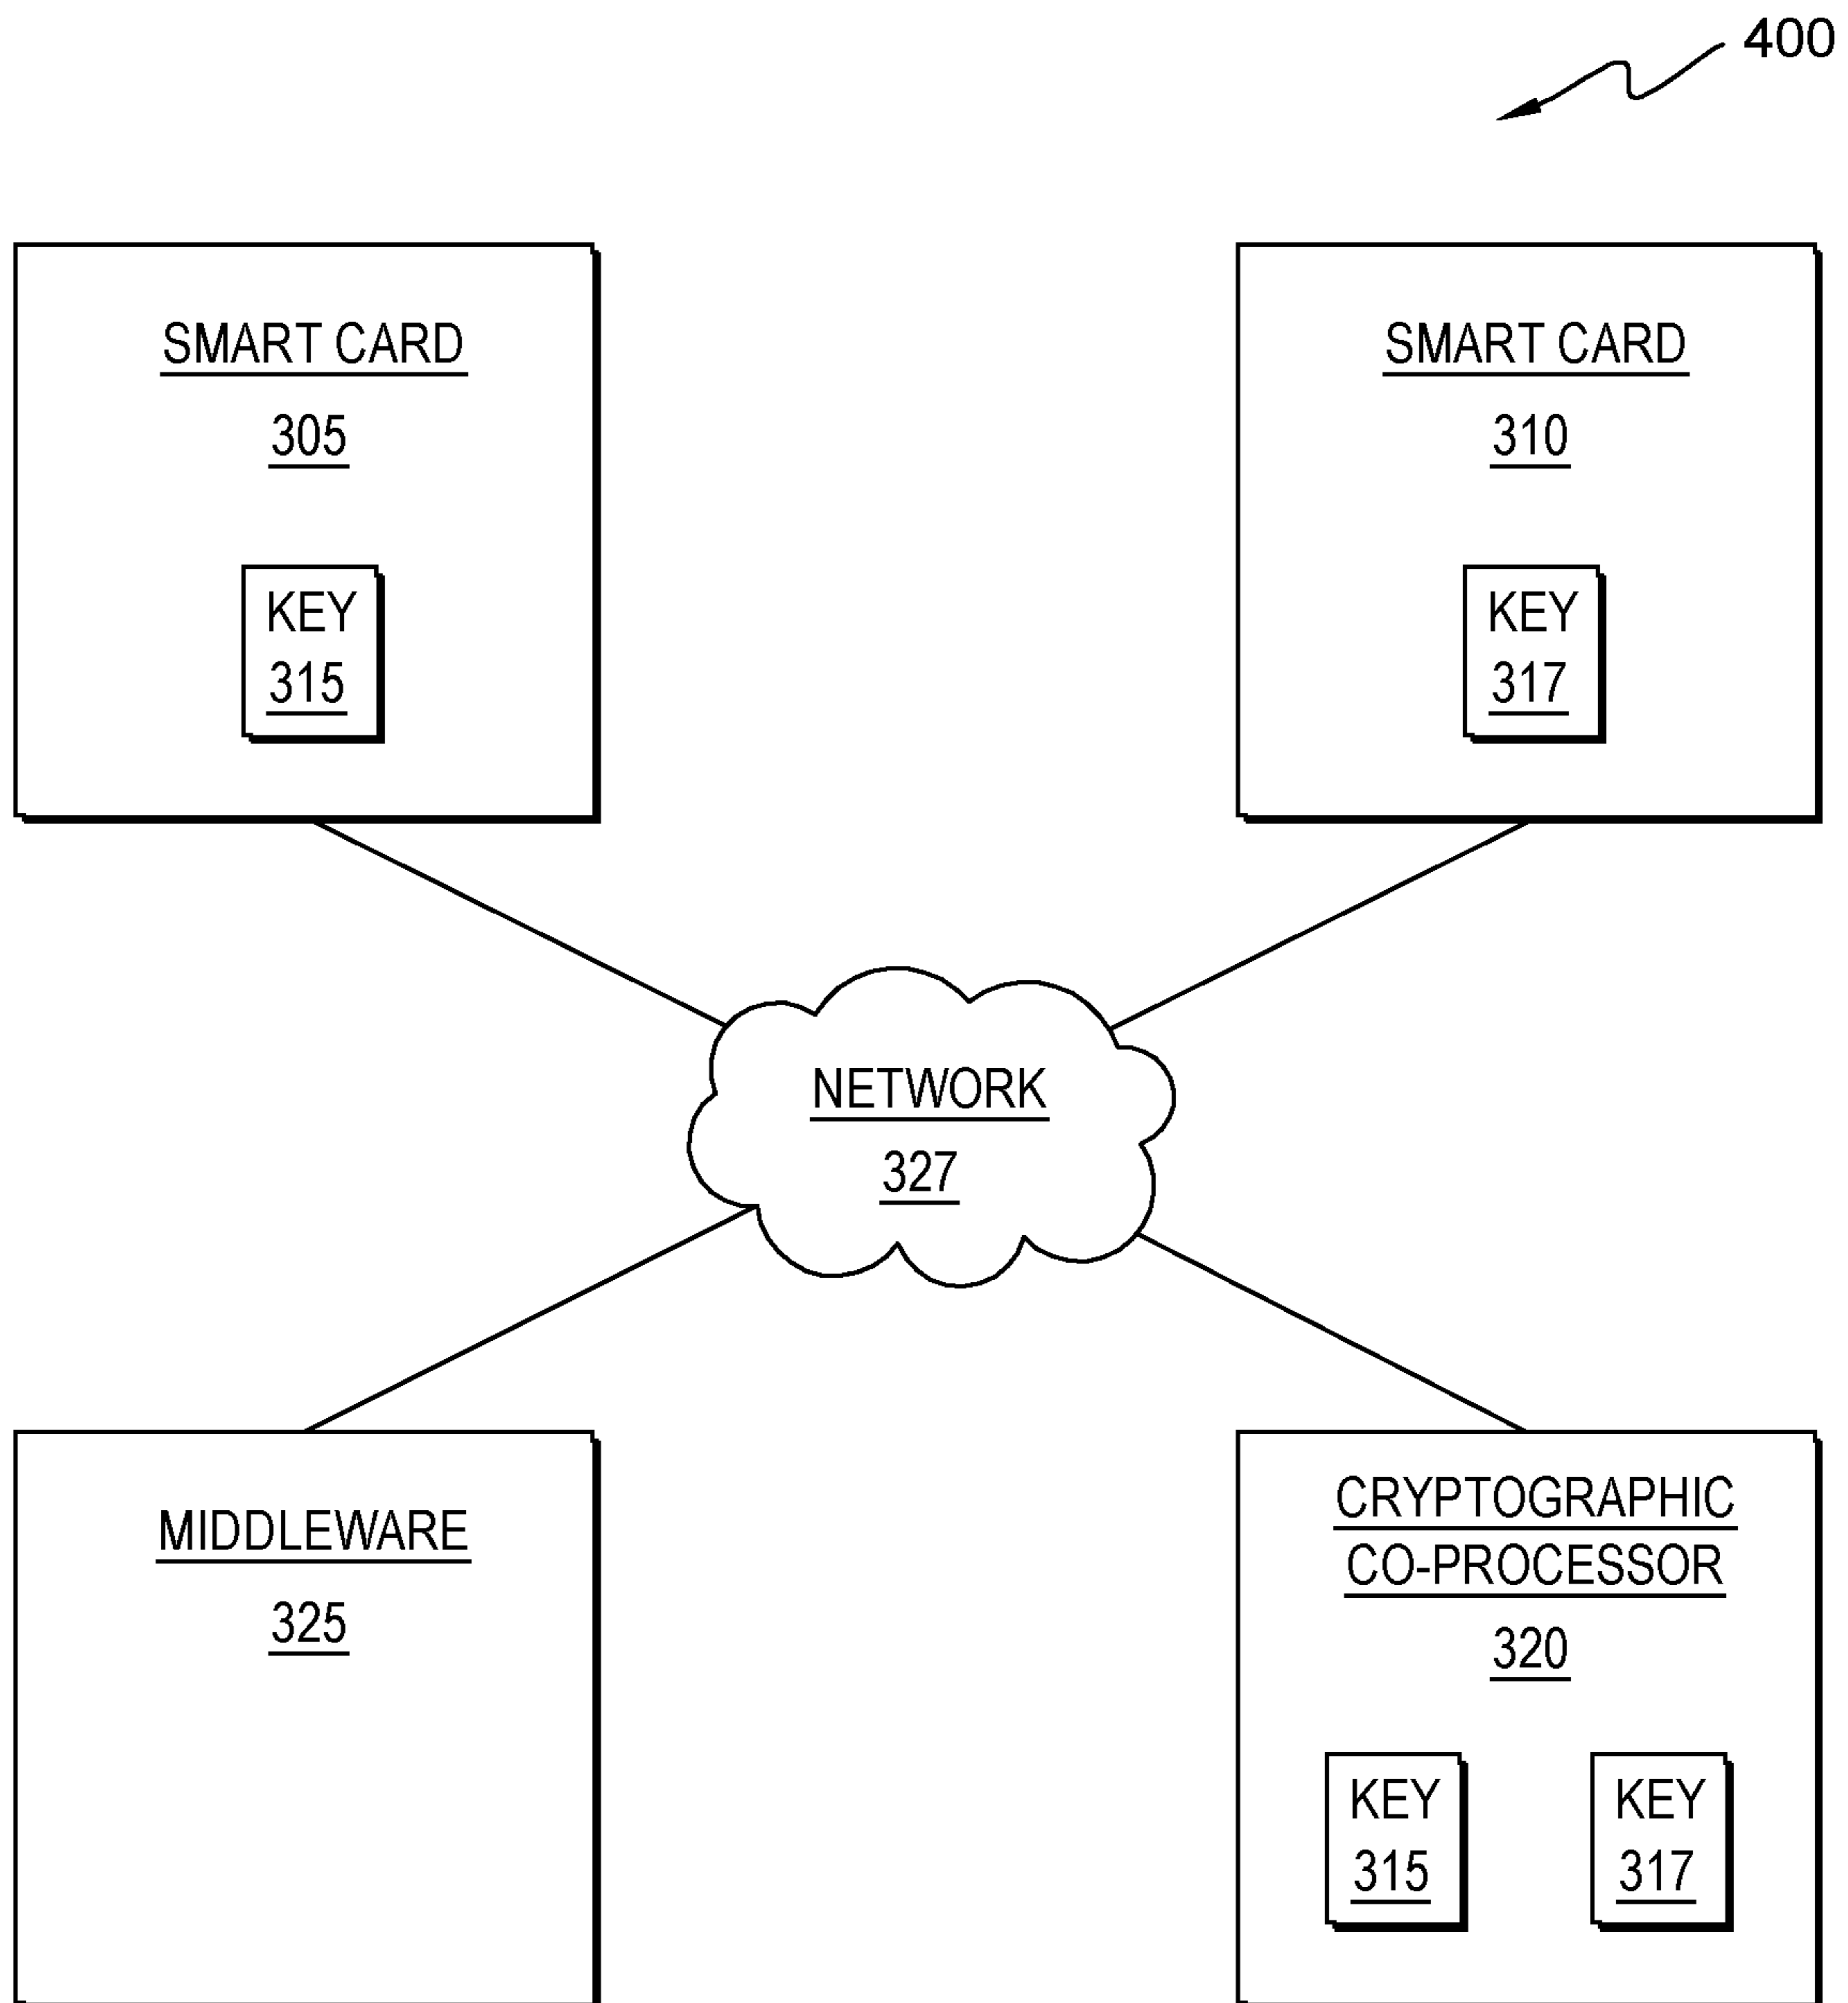 400
SMART CARD
305
KEY
315
SMART CARD
310
KEY
317
NETWORK
327
MIDDLEWARE
325
CRYPTOGRAPHIC
CO-PROCESSOR
320
KEY
315
KEY
317